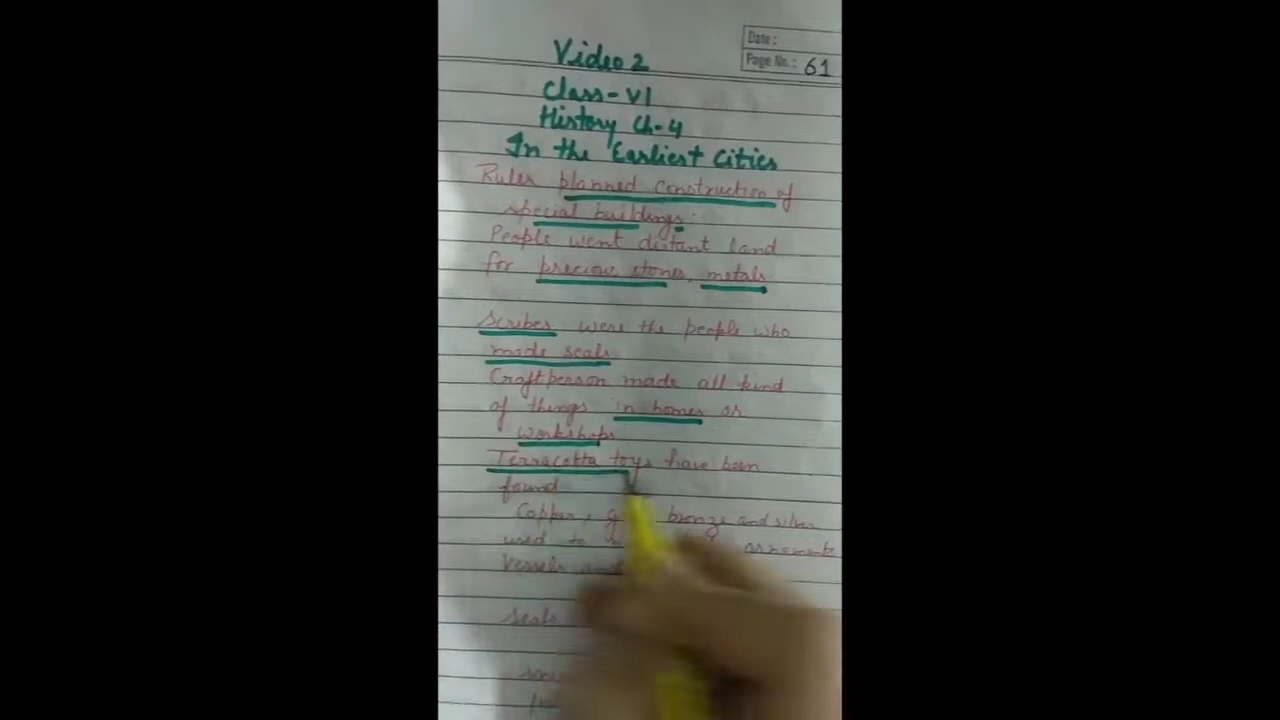 Date :
Page No. : 61
Video 2
Class-VI
History Ch-4
In the Earliest Cities
Ruler planned construction of
special buildings.
People went distant land
for precious stones, metals
Scribes were the people who
made seals
Craftperson made all kind
of things in homes or
workshops
Terracotta toys have been
found
Copper, bronze and silver
used to ornaments
Vessels
Seals